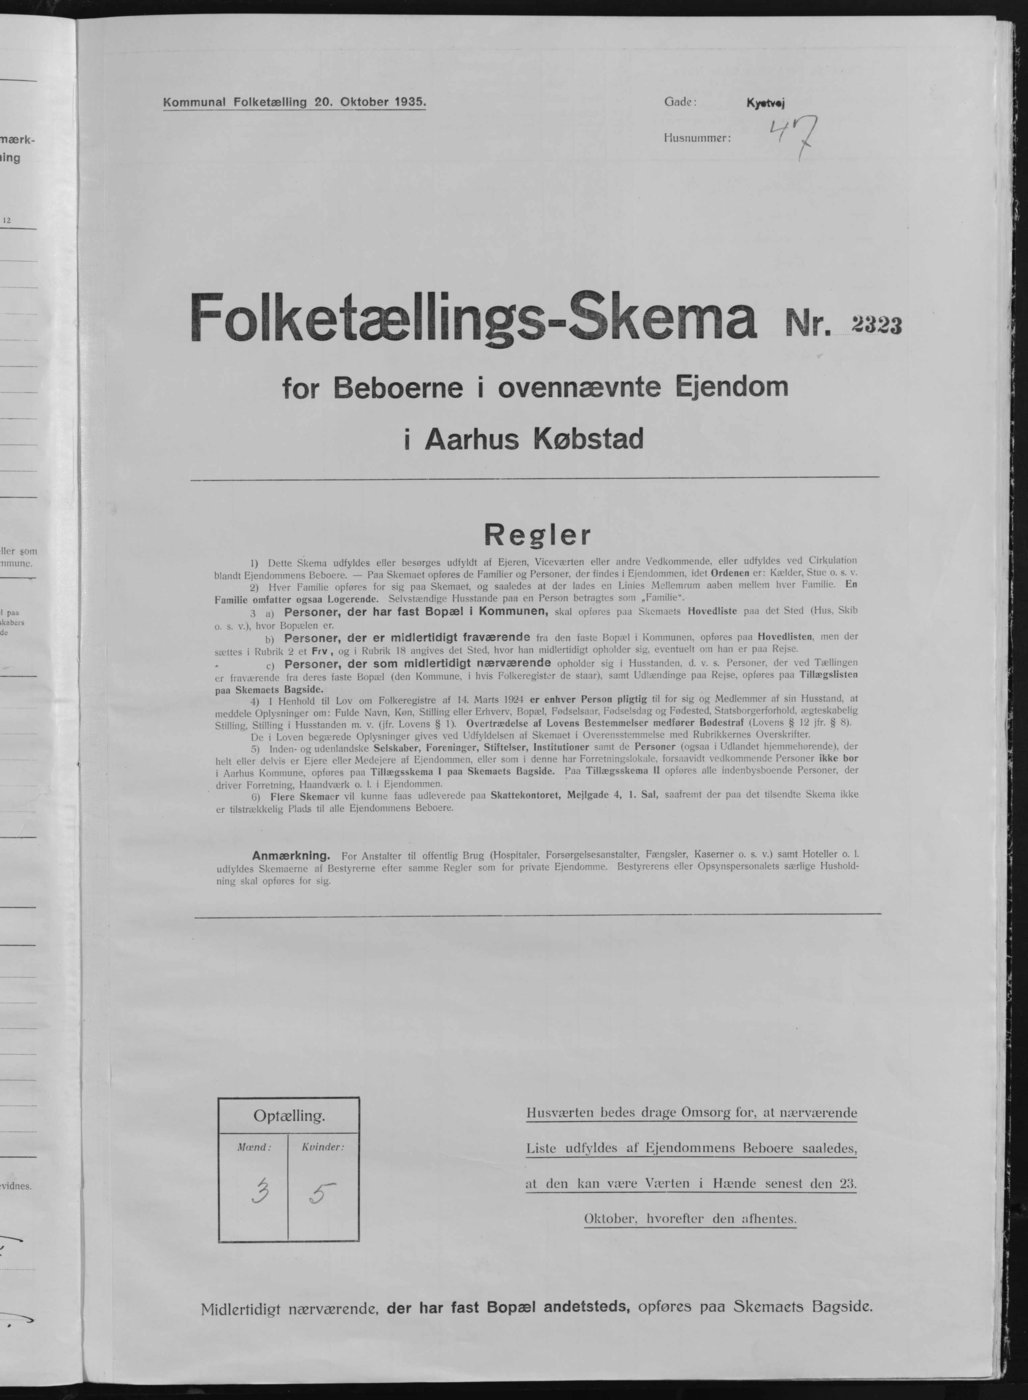 Kommunal Folketælling 20. Oktober 1935.
Gade: Kystvej
Husnummer: 47
Folketællings-Skema Nr. 2323
for Beboerne i ovennævnte Ejendom
i Aarhus Købstad
Regler
1) Dette Skema udfyldes eller besørges udfyldt af Ejeren, Viceværten eller andre Vedkommende, eller udfyldes ved Cirkulation
blandt Ejendommens Beboere. — Paa Skemaet opføres de Familier og Personer, der findes i Ejendommen, idet Ordenen er: Kælder, Stue o. s. v.
2) Hver Familie opføres for sig paa Skemaet, og saaledes at der lades en Linies Mellemrum aaben mellem hver Familie. En
Familie omfatter ogsaa Logerende. Selvstændige Husstande paa en Person betragtes som „Familie“.
3 a) Personer, der har fast Bopæl i Kommunen, skal opføres paa Skemaets Hovedliste paa det Sted (Hus, Skib
o. s. v.), hvor Bopælen er.
b) Personer, der er midlertidigt fraværende fra den faste Bopæl i Kommunen, opføres paa Hovedlisten, men der
sættes i Rubrik 2 et Frv., og i Rubrik 18 angives det Sted, hvor han midlertidigt opholder sig, eventuelt om han er paa Rejse.
c) Personer, der som midlertidigt nærværende opholder sig i Husstanden, d. v. s. Personer, der ved Tællingen
er fraværende fra deres faste Bopæl (den Kommune, i hvis Folkeregister de staar), samt Udlændinge paa Rejse, opføres paa Tillægslisten
paa Skemaets Bagside.
4) I Henhold til Lov om Folkeregistre af 14. Marts 1924 er enhver Person pligtig til for sig og Medlemmer af sin Husstand, at
meddele Oplysninger om: Fulde Navn, Køn, Stilling eller Erhverv, Bopæl, Fødselsaar, Fødselsdag og Fødested, Statsborgerforhold, ægteskabelig
Stilling, Stilling i Husstanden m. v. (jfr. Lovens § 1). Overtrædelse af Lovens Bestemmelser medfører Bødestraf (Lovens § 12 jfr. § 8).
De i Loven begærede Oplysninger gives ved Udfyldelsen af Skemaet i Overensstemmelse med Rubrikkernes Overskrifter.
5) Inden- og udenlandske Selskaber, Foreninger, Stiftelser, Institutioner samt de Personer (ogsaa i Udlandet hjemmehørende), der
helt eller delvis er Ejere eller Medejere af Ejendommen, eller som i denne har Forretningslokale, forsaavidt vedkommende Personer ikke bor
i Aarhus Kommune, opføres paa Tillægsskema I paa Skemaets Bagside. Paa Tillægsskema II opføres alle indenbysboende Personer, der
driver Forretning, Haandværk o. l. i Ejendommen.
6) Flere Skemaer vil kunne faas udleverede paa Skattekontoret, Mejlgade 4, 1. Sal, saafremt der paa det tilsendte Skema ikke
er tilstrækkelig Plads til alle Ejendommens Beboere.
Anmærkning. For Anstalter til offentlig Brug (Hospitaler, Forsørgelsesanstalter, Fængsler, Kaserner o. s. v.) samt Hoteller o. l.
udfyldes Skemaerne af Bestyrerne efter samme Regler som for private Ejendomme. Bestyrerens eller Opsynspersonalets særlige Hushold-
ning skal opføres for sig.
Optælling.
Mænd: Kvinder:
3 5
Husværten bedes drage Omsorg for, at nærværende
Liste udfyldes af Ejendommens Beboere saaledes,
at den kan være Værten i Hænde senest den 23.
Oktober, hvorefter den afhentes.
Midlertidigt nærværende, der har fast Bopæl andetsteds, opføres paa Skemaets Bagside.
mærk-
ning
12
eller som
mmune.
l paa
skabers
de
evidnes.